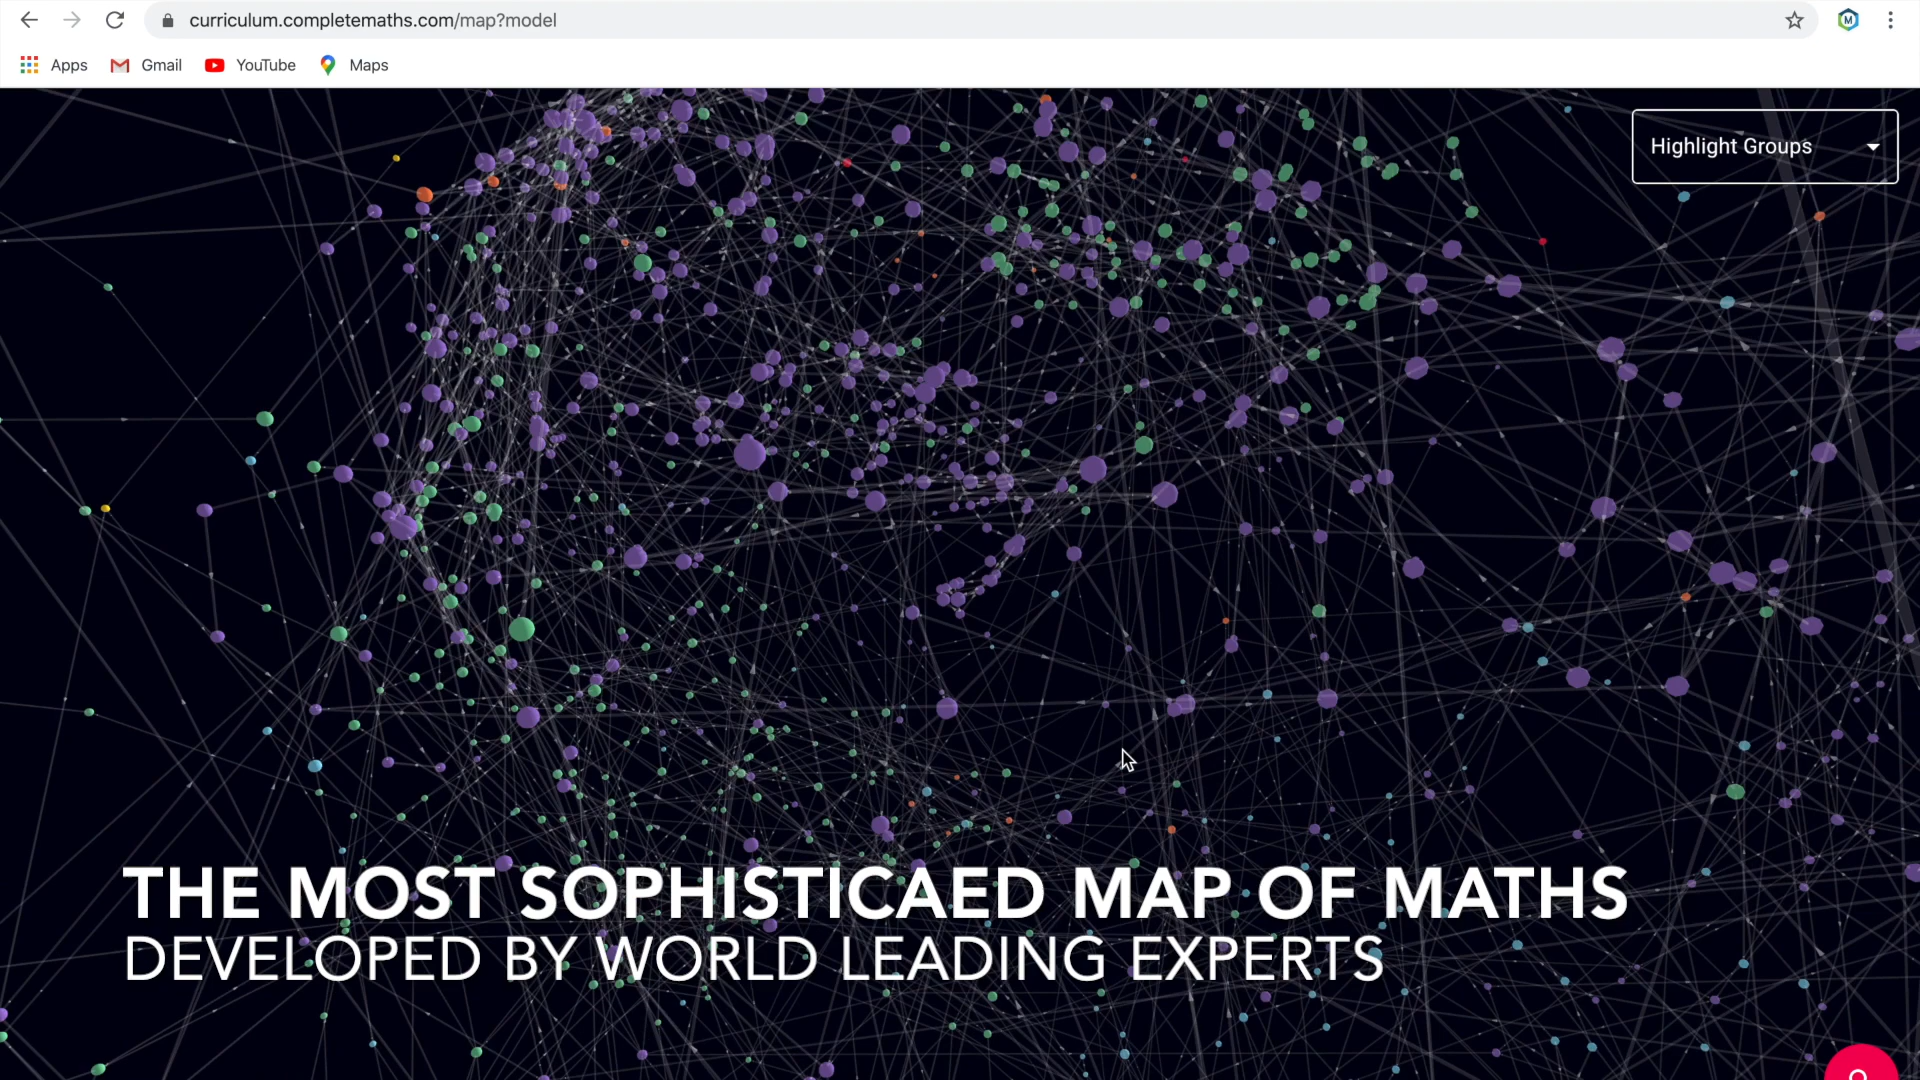 curriculum.completemaths.com/map?model
Apps Gmail YouTube Maps
Highlight Groups
THE MOST SOPHISTICAED MAP OF MATHS
DEVELOPED BY WORLD LEADING EXPERTS